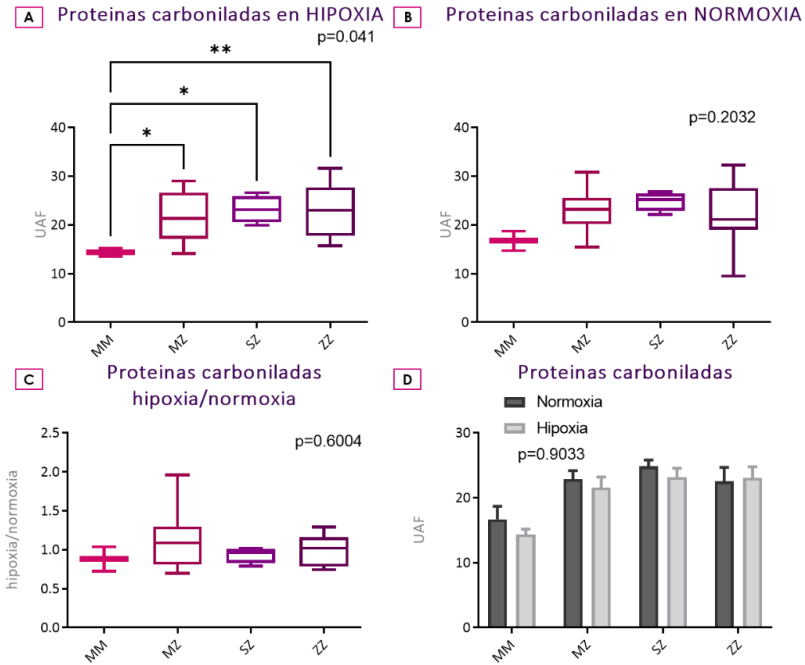 A
Proteinas carboniladas en HIPOXIA
p=0.041
**
*
*
40
30
20
10
0
UAF
MM
MZ
SZ
ZZ
B
Proteinas carboniladas en NORMOXIA
p=0.2032
40
30
20
10
0
UAF
MM
MZ
SZ
ZZ
C
Proteinas carboniladas
hipoxia/normoxia
p=0.6004
2.5
2.0
1.5
1.0
0.5
0.0
hipoxia/normoxia
MM
MZ
SZ
ZZ
D
Proteinas carboniladas
Normoxia
Hipoxia
p=0.9033
30
20
10
0
UAF
MM
MZ
SZ
ZZ